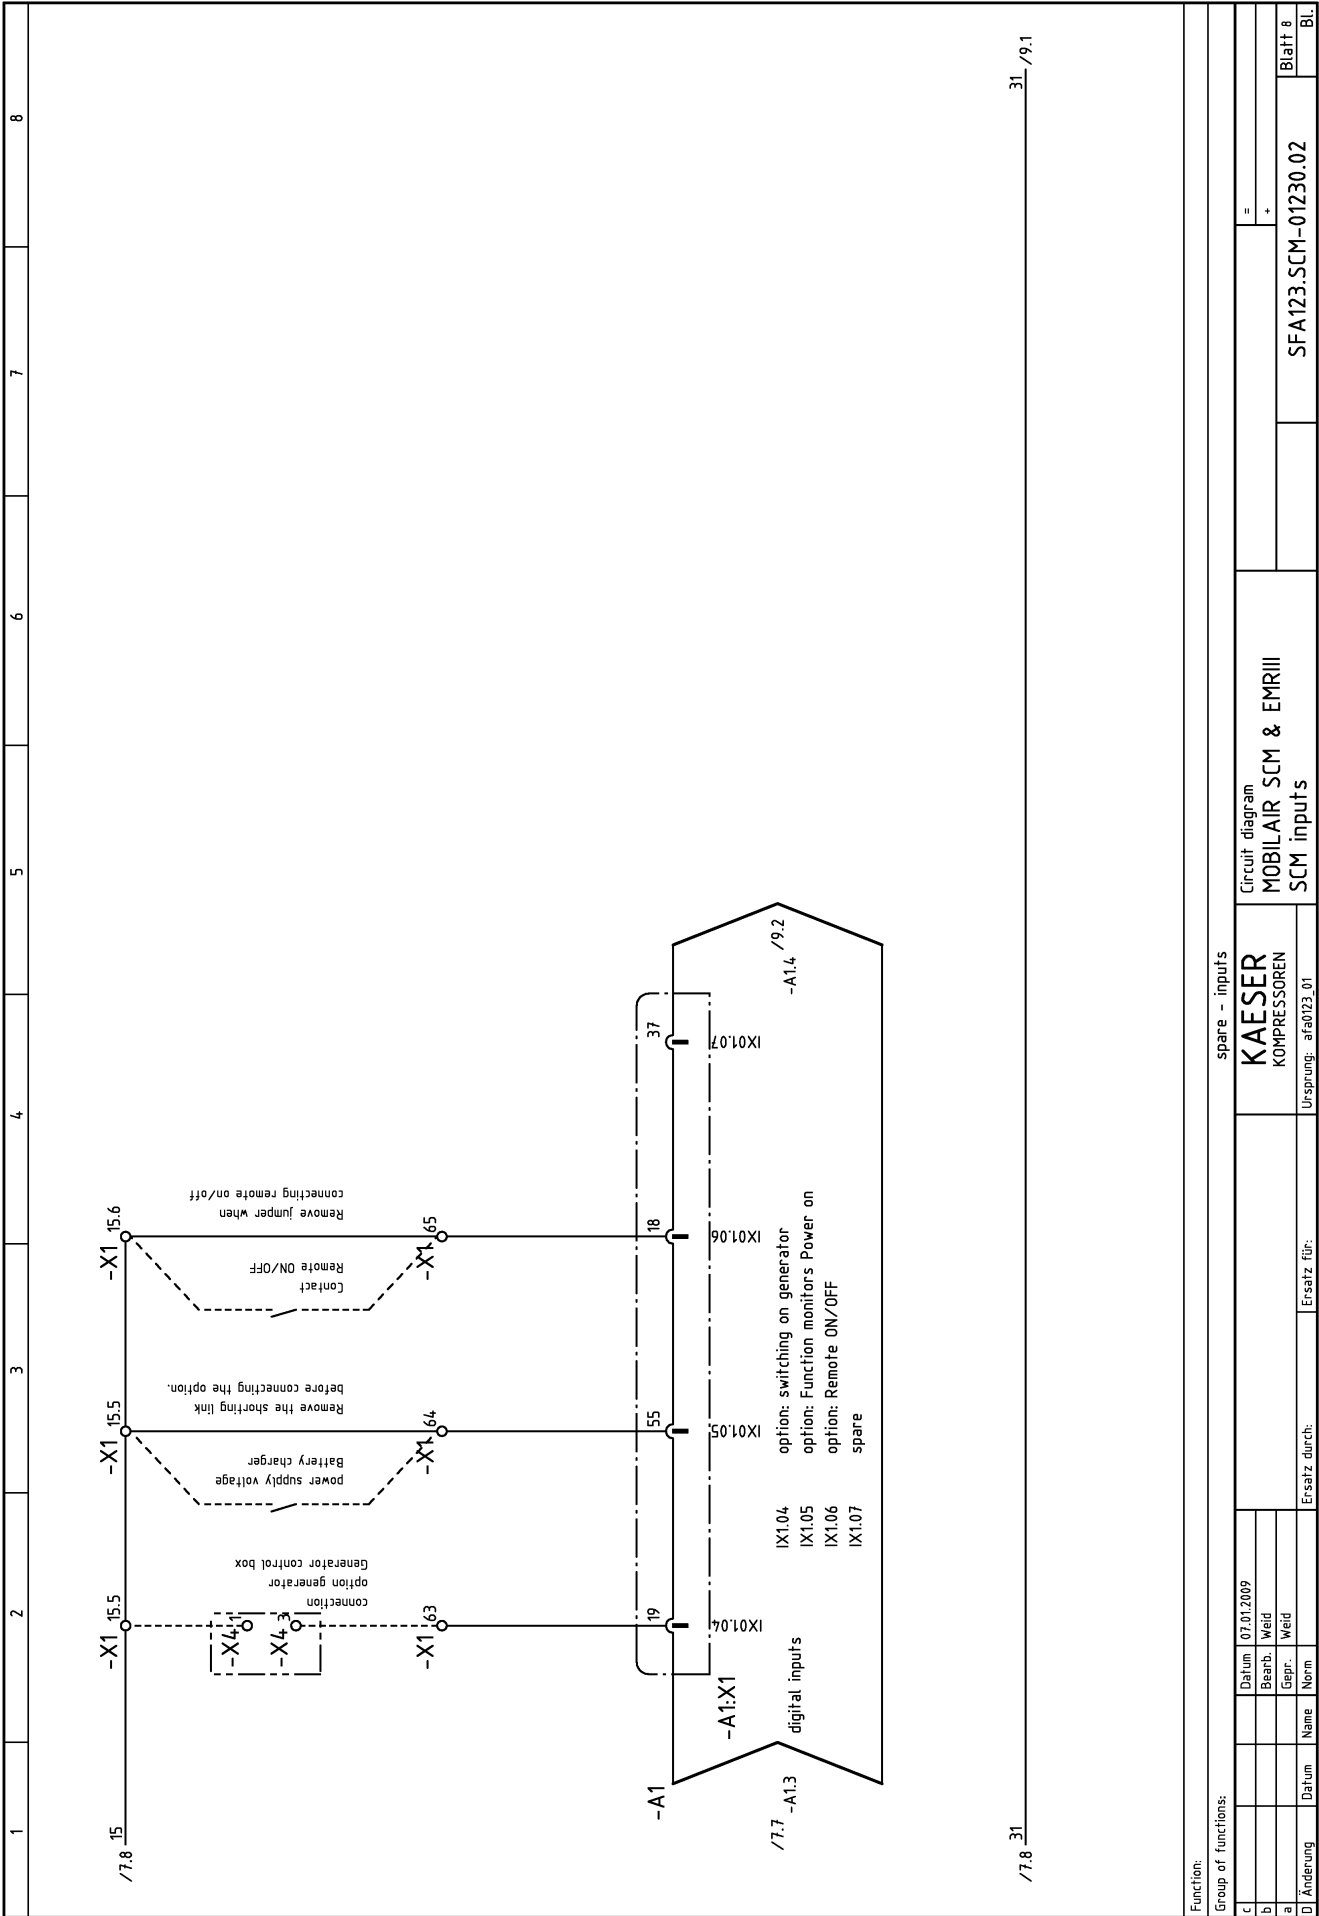 1
2
3
4
5
6
7
8
/7.8
15
-X1
15.5
-X1
15.5
-X1
15.6
-X4
1
-X4
3
connection
option generator
Generator control box
power supply voltage
Battery charger
Remove the shorting link
before connecting the option.
Contact
Remote ON/OFF
Remove jumper when
connecting remote on/off
-X1
63
-X1
64
-X1
65
-A1
19
55
18
37
-A1:X1
IX01.04
IX01.05
IX01.06
IX01.07
/7.7
-A1.3
digital inputs
IX1.04 option: switching on generator
IX1.05 option: Function monitors Power on
IX1.06 option: Remote ON/OFF
IX1.07 spare
-A1.4
/9.2
/7.8
31
31
/9.1
Function:
Group of functions:
spare - inputs
c
b
a
D
Änderung
Datum
Name
Datum
07.01.2009
Bearb.
Weid
Gepr.
Weid
Norm
Ersatz durch:
Ersatz für:
KAESER
KOMPRESSOREN
Ursprung: afa0123_01
Circuit diagram
MOBILAIR SCM & EMRIII
SCM inputs
=
+
SFA123.SCM-01230.02
Blatt 8
Bl.